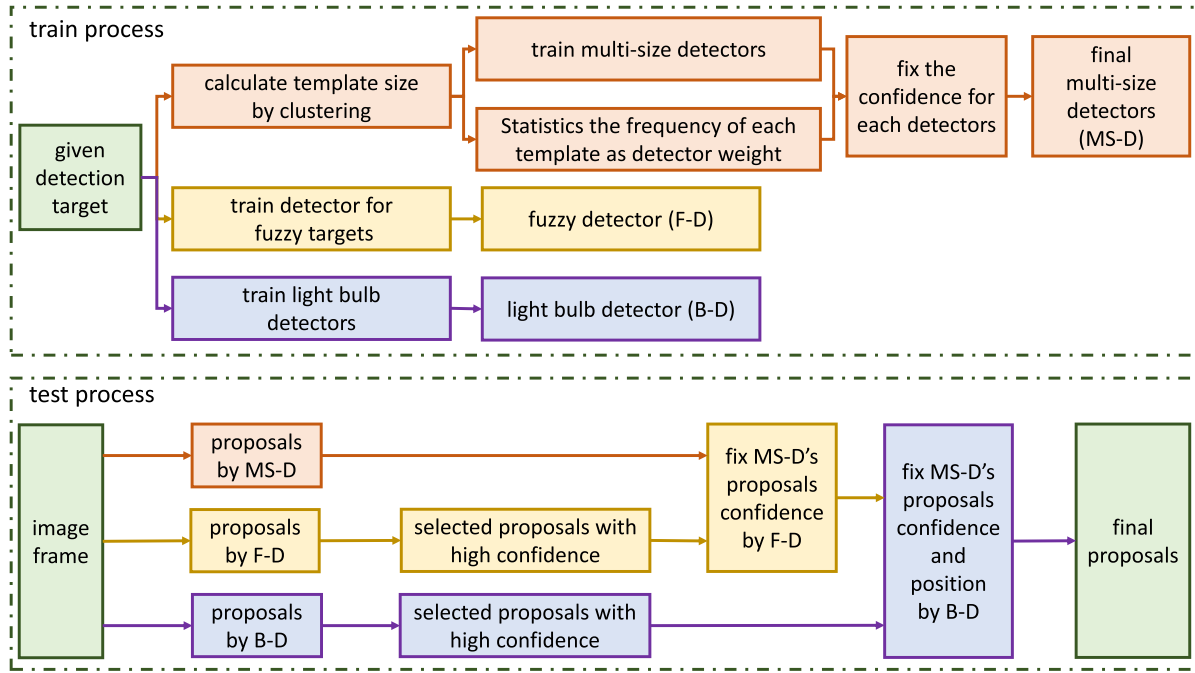 train process
given
detection
target
calculate template size
by clustering
train multi-size detectors
Statistics the frequency of each
template as detector weight
fix the
confidence for
each detectors
final
multi-size
detectors
(MS-D)
train detector for
fuzzy targets
fuzzy detector (F-D)
train light bulb
detectors
light bulb detector (B-D)
test process
image
frame
proposals
by MS-D
proposals
by F-D
selected proposals with
high confidence
proposals
by B-D
selected proposals with
high confidence
fix MS-D’s
proposals
confidence
by F-D
fix MS-D’s
proposals
confidence
and
position
by B-D
final
proposals